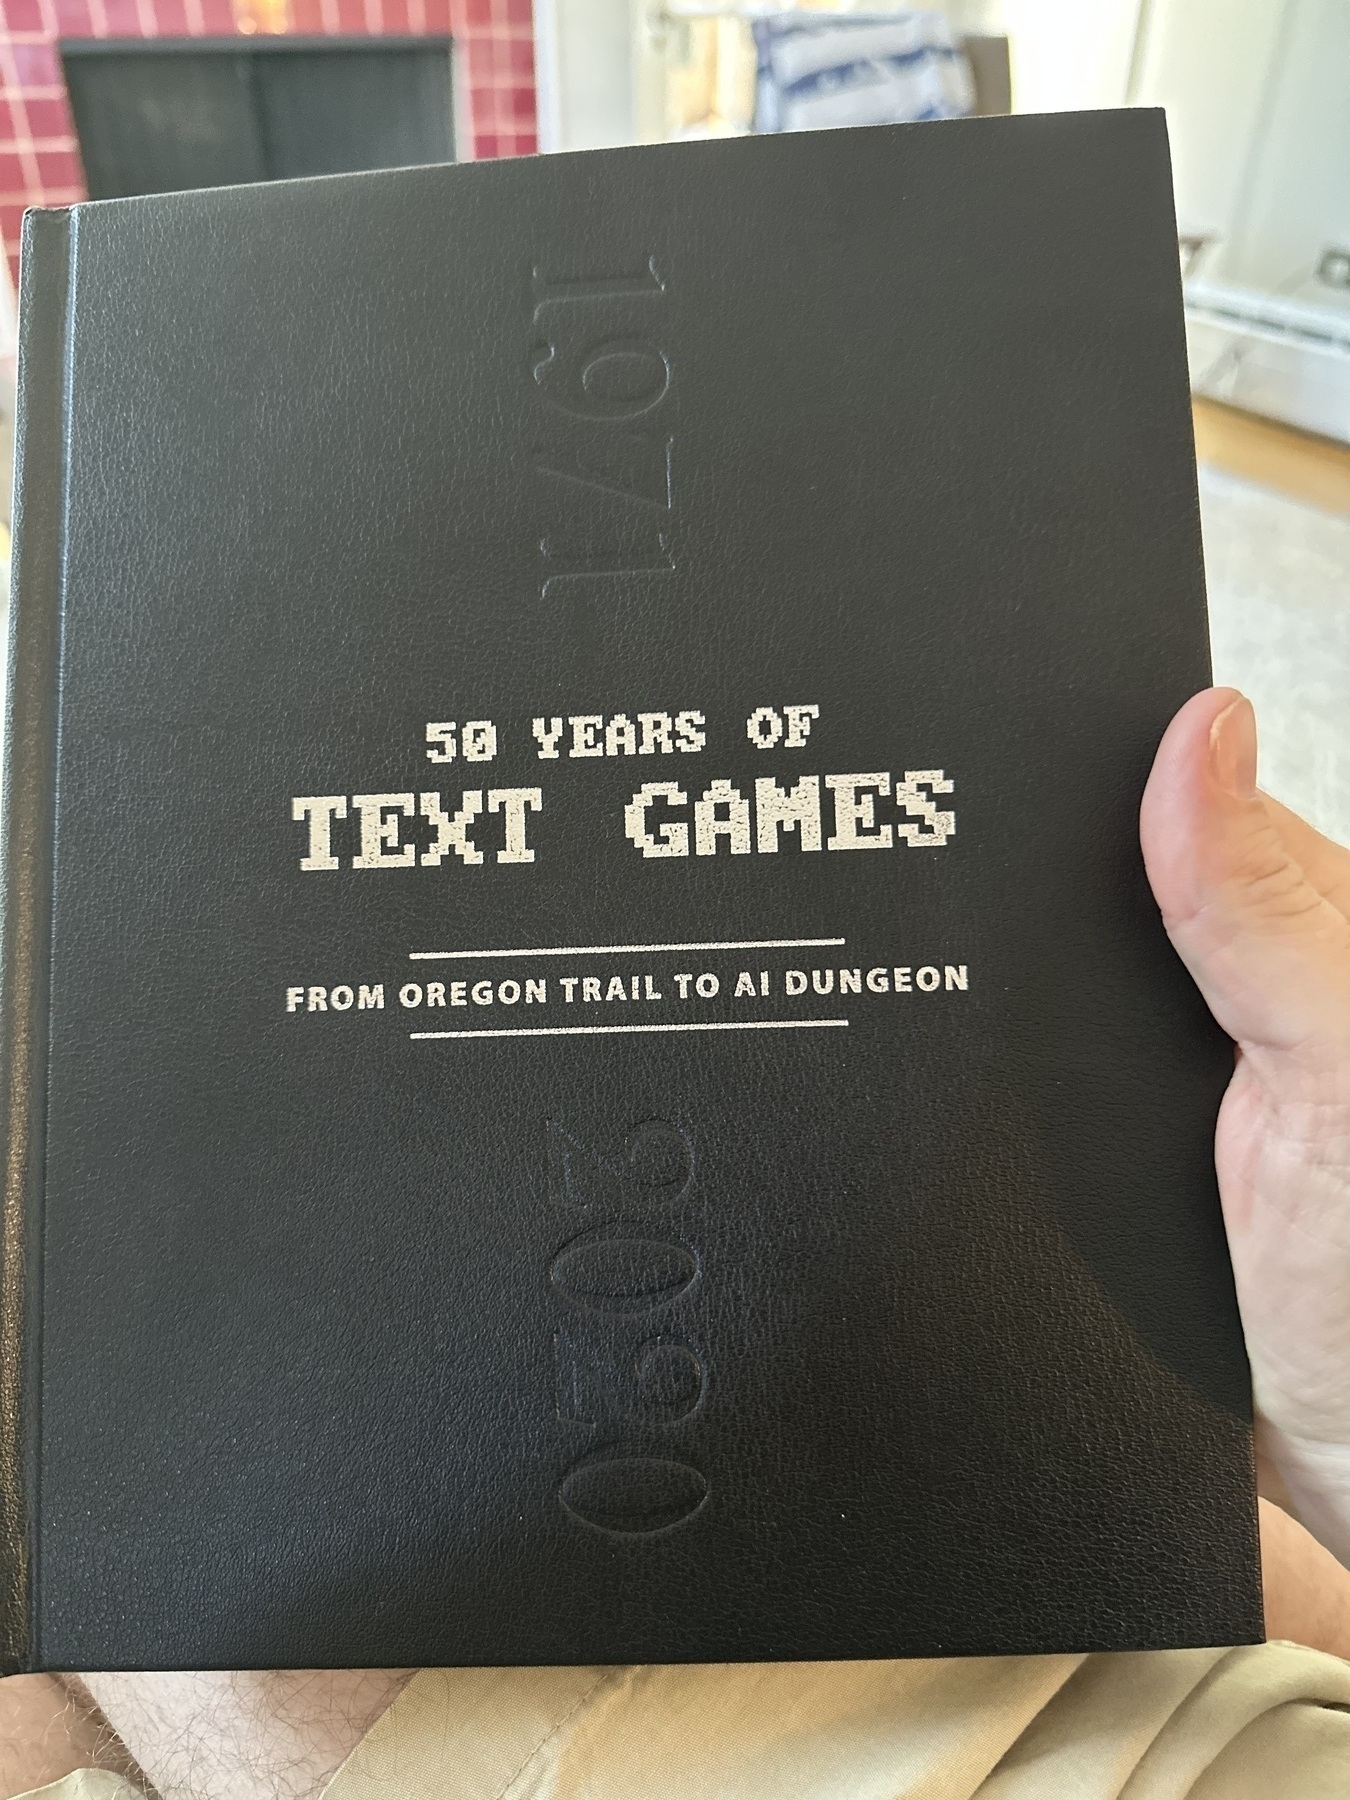 1971
50 YEARS OF
TEXT GAMES
FROM OREGON TRAIL TO AI DUNGEON
2020